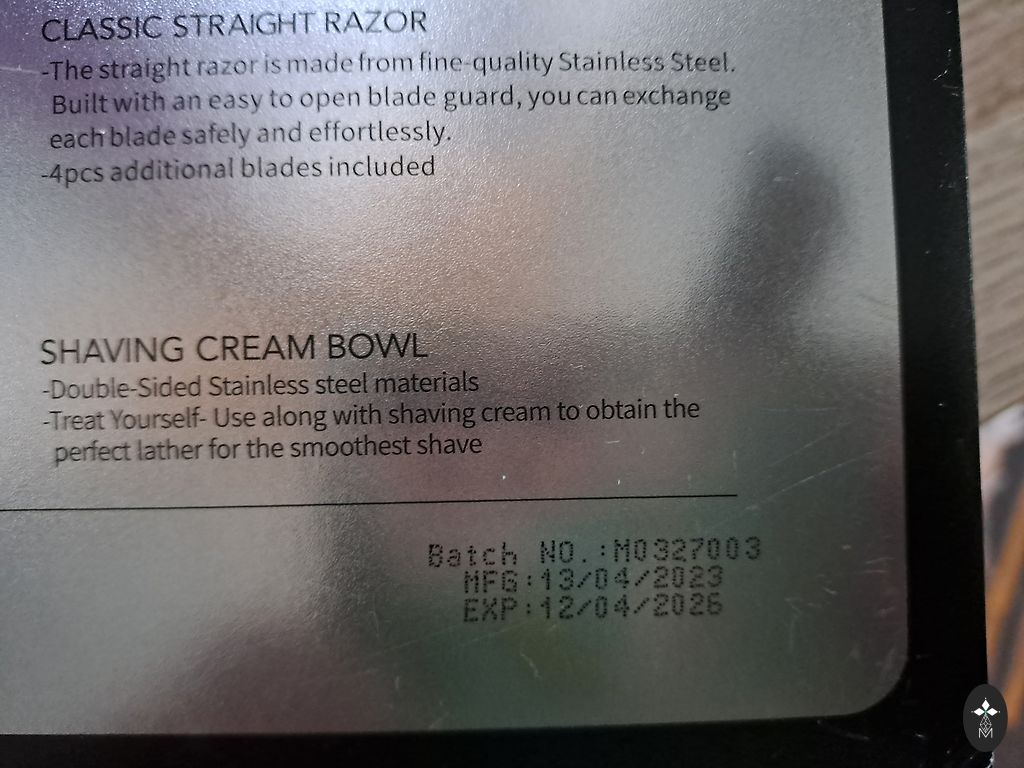 CLASSIC STRAIGHT RAZOR
-The straight razor is made from fine-quality Stainless Steel.
Built with an easy to open blade guard, you can exchange
each blade safely and effortlessly.
-4pcs additional blades included
SHAVING CREAM BOWL
-Double-Sided Stainless steel materials
-Treat Yourself- Use along with shaving cream to obtain the
perfect lather for the smoothest shave
Batch NO.:M0327003
MFG:13/04/2023
EXP:12/04/2026
M